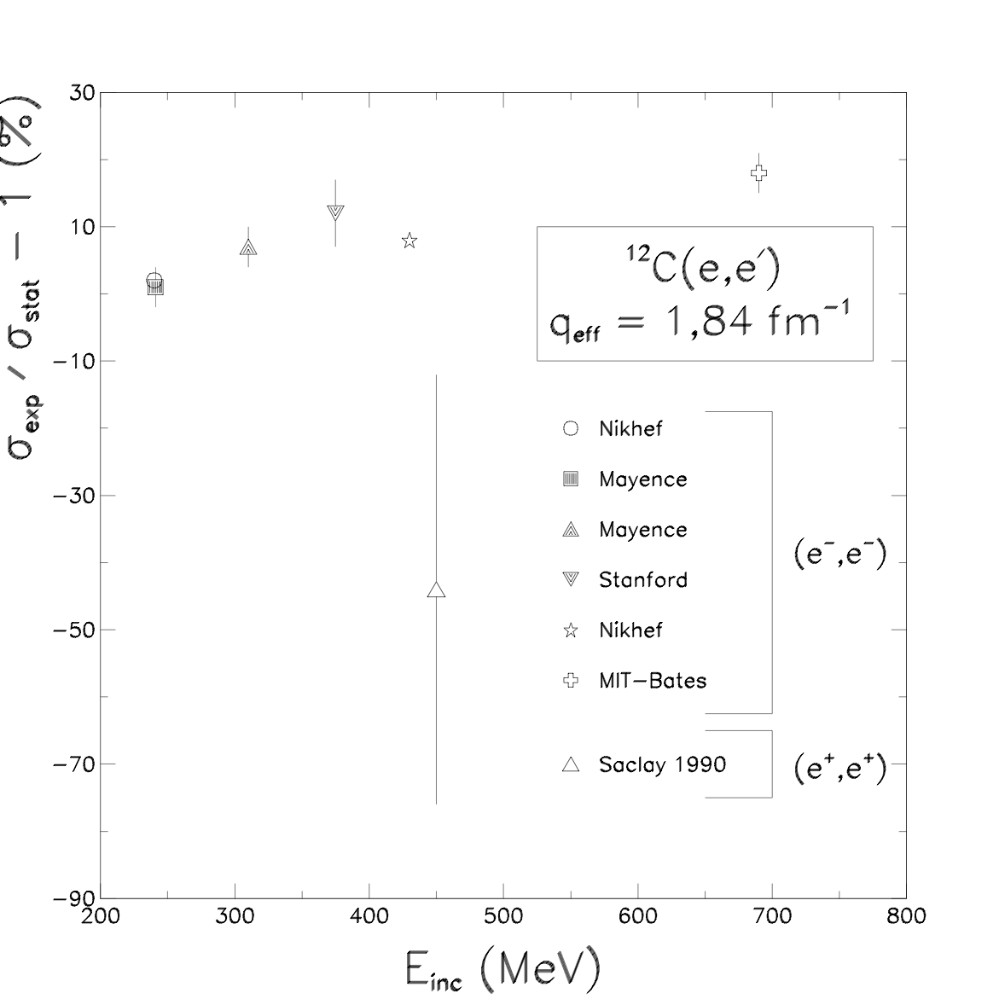 σexp / σstat − 1 (%)
30
10
−10
−30
−50
−70
−90
¹²C(e,e´)
qeff = 1,84 fm⁻¹
Nikhef
Mayence
Mayence
Stanford
Nikhef
MIT−Bates
(e⁻,e⁻)
Saclay 1990
(e⁺,e⁺)
200 300 400 500 600 700 800
Einc (MeV)